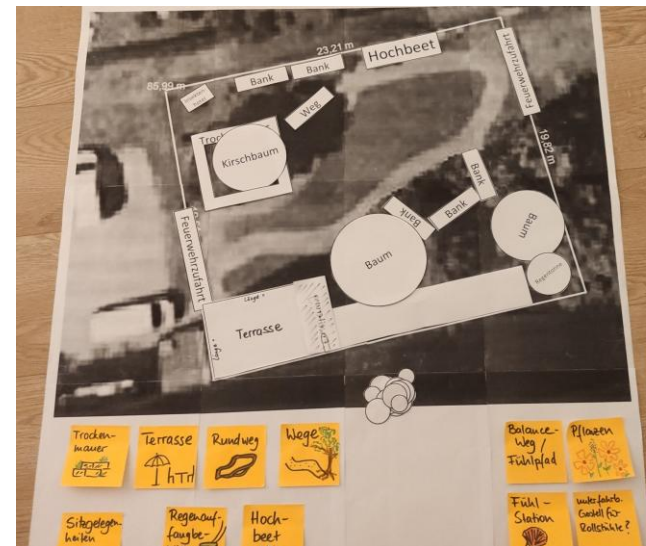 23,21 m
Hochbeet
Feuerwehrzufahrt
Bank
Bank
85,99 m
Weg
Kirschbaum
19,82 m
Bank
Bank
Bank
Baum
Baum
Feuerwehrzufahrt
Liege
Liege
Terrasse
Trocken-
mauer
Terrasse
Rundweg
Wege
Balance-
Weg /
Fühlpfad
Pflanzen
Sitzgelegen-
heiten
Regenauf-
fangbe-
Hoch-
beet
Fühl-
Station
unterfahrb.
Gestell für
Rollstühle?